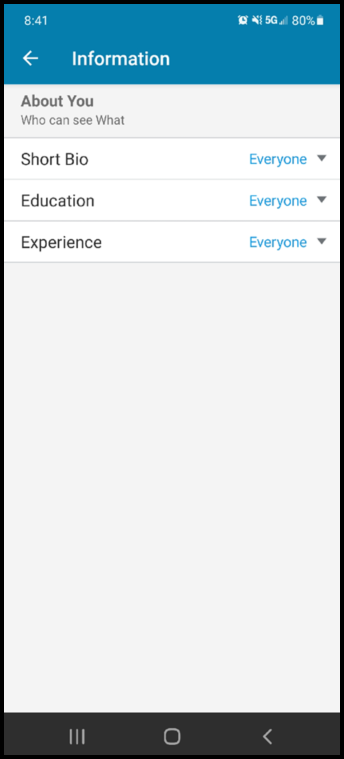 8:41 5G 80%
Information
About You
Who can see What
Short Bio Everyone
Education Everyone
Experience Everyone